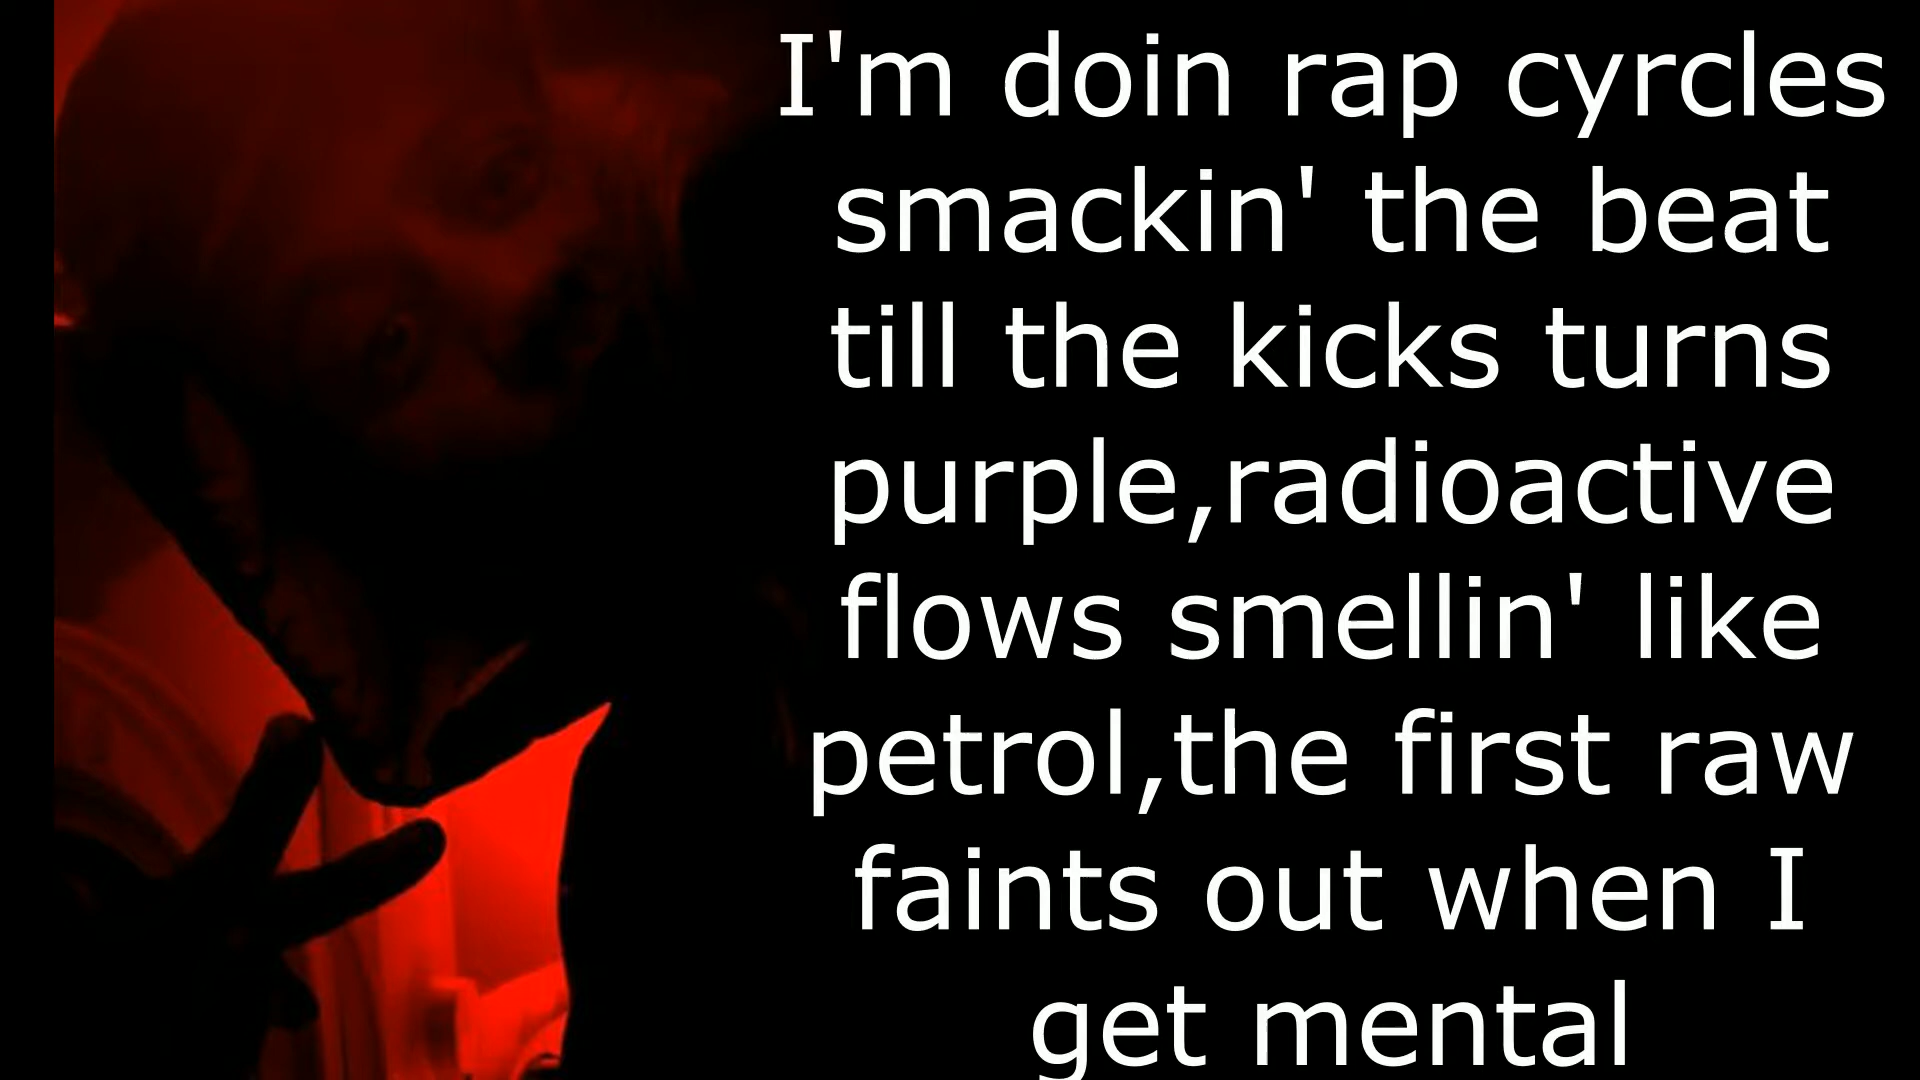 I'm doin rap cyrcles
smackin' the beat
till the kicks turns
purple,radioactive
flows smellin' like
petrol,the first raw
faints out when I
get mental